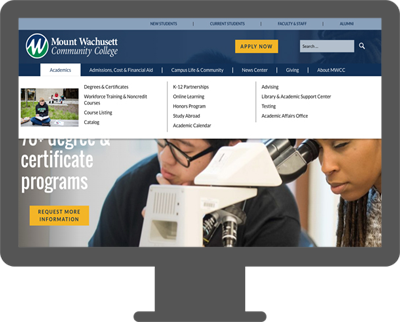 NEW STUDENTS | CURRENT STUDENTS | FACULTY & STAFF | ALUMNI
Mount Wachusett
Community College
APPLY NOW
Search ...
Academics
Admissions, Cost & Financial Aid | Campus Life & Community | News Center | Giving | About MWCC
Degrees & Certificates
Workforce Training & Noncredit
Courses
Course Listing
Catalog
K-12 Partnerships
Online Learning
Honors Program
Study Abroad
Academic Calendar
Advising
Library & Academic Support Center
Testing
Academic Affairs Office
70+ degree &
certificate
programs
REQUEST MORE
INFORMATION